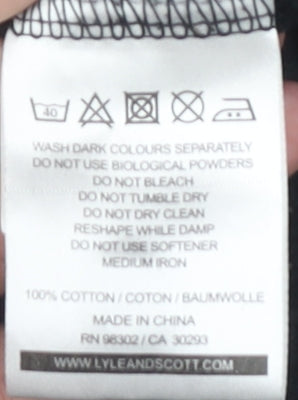 40
WASH DARK COLOURS SEPARATELY
DO NOT USE BIOLOGICAL POWDERS
DO NOT BLEACH
DO NOT TUMBLE DRY
DO NOT DRY CLEAN
RESHAPE WHILE DAMP
DO NOT USE SOFTENER
MEDIUM IRON
100% COTTON / COTON / BAUMWOLLE
MADE IN CHINA
RN 98302 / CA 30293
WWW.LYLEANDSCOTT.COM